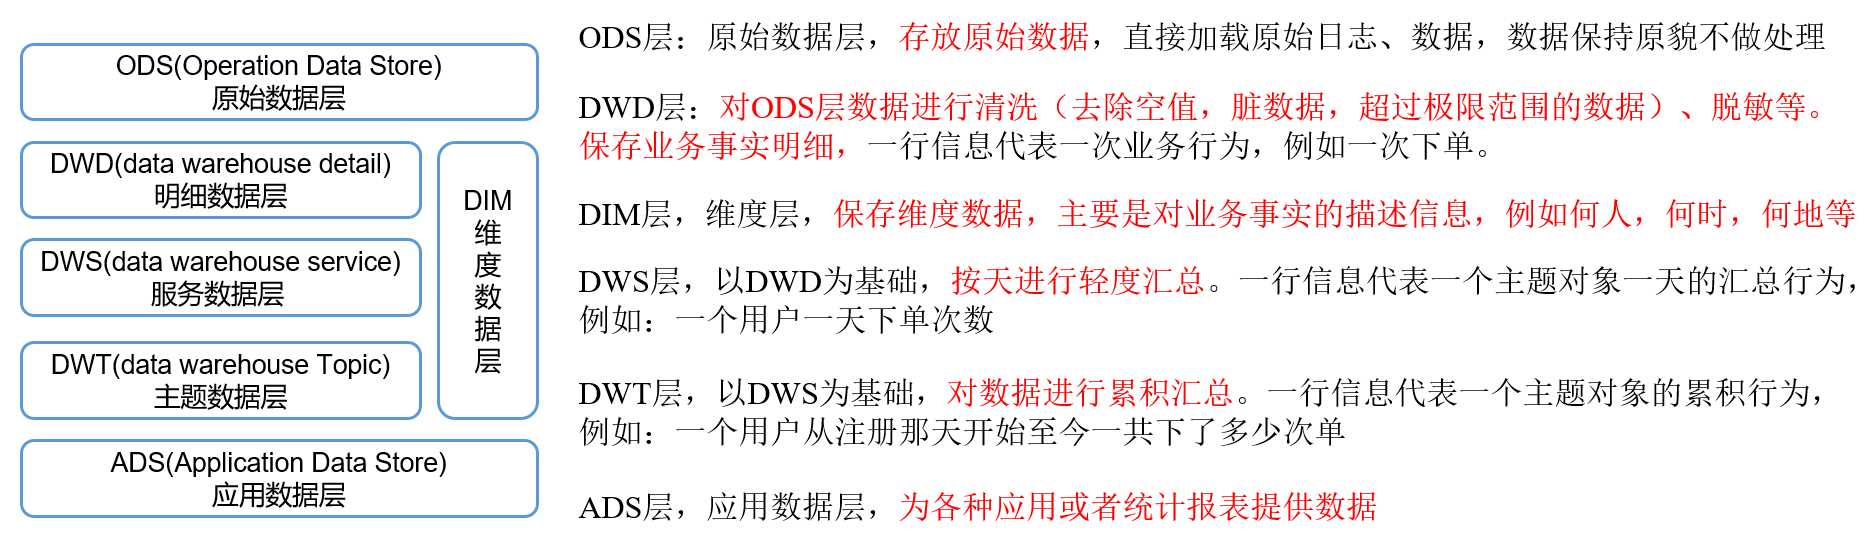 ODS(Operation Data Store)
原始数据层
DWD(data warehouse detail)
明细数据层
DWS(data warehouse service)
服务数据层
DWT(data warehouse Topic)
主题数据层
DIM
维
度
数
据
层
ADS(Application Data Store)
应用数据层
ODS层：原始数据层，存放原始数据，直接加载原始日志、数据，数据保持原貌不做处理
DWD层：对ODS层数据进行清洗（去除空值，脏数据，超过极限范围的数据）、脱敏等。
保存业务事实明细，一行信息代表一次业务行为，例如一次下单。
DIM层，维度层，保存维度数据，主要是对业务事实的描述信息，例如何人，何时，何地等
DWS层，以DWD为基础，按天进行轻度汇总。一行信息代表一个主题对象一天的汇总行为，
例如：一个用户一天下单次数
DWT层，以DWS为基础，对数据进行累积汇总。一行信息代表一个主题对象的累积行为，
例如：一个用户从注册那天开始至今一共下了多少次单
ADS层，应用数据层，为各种应用或者统计报表提供数据